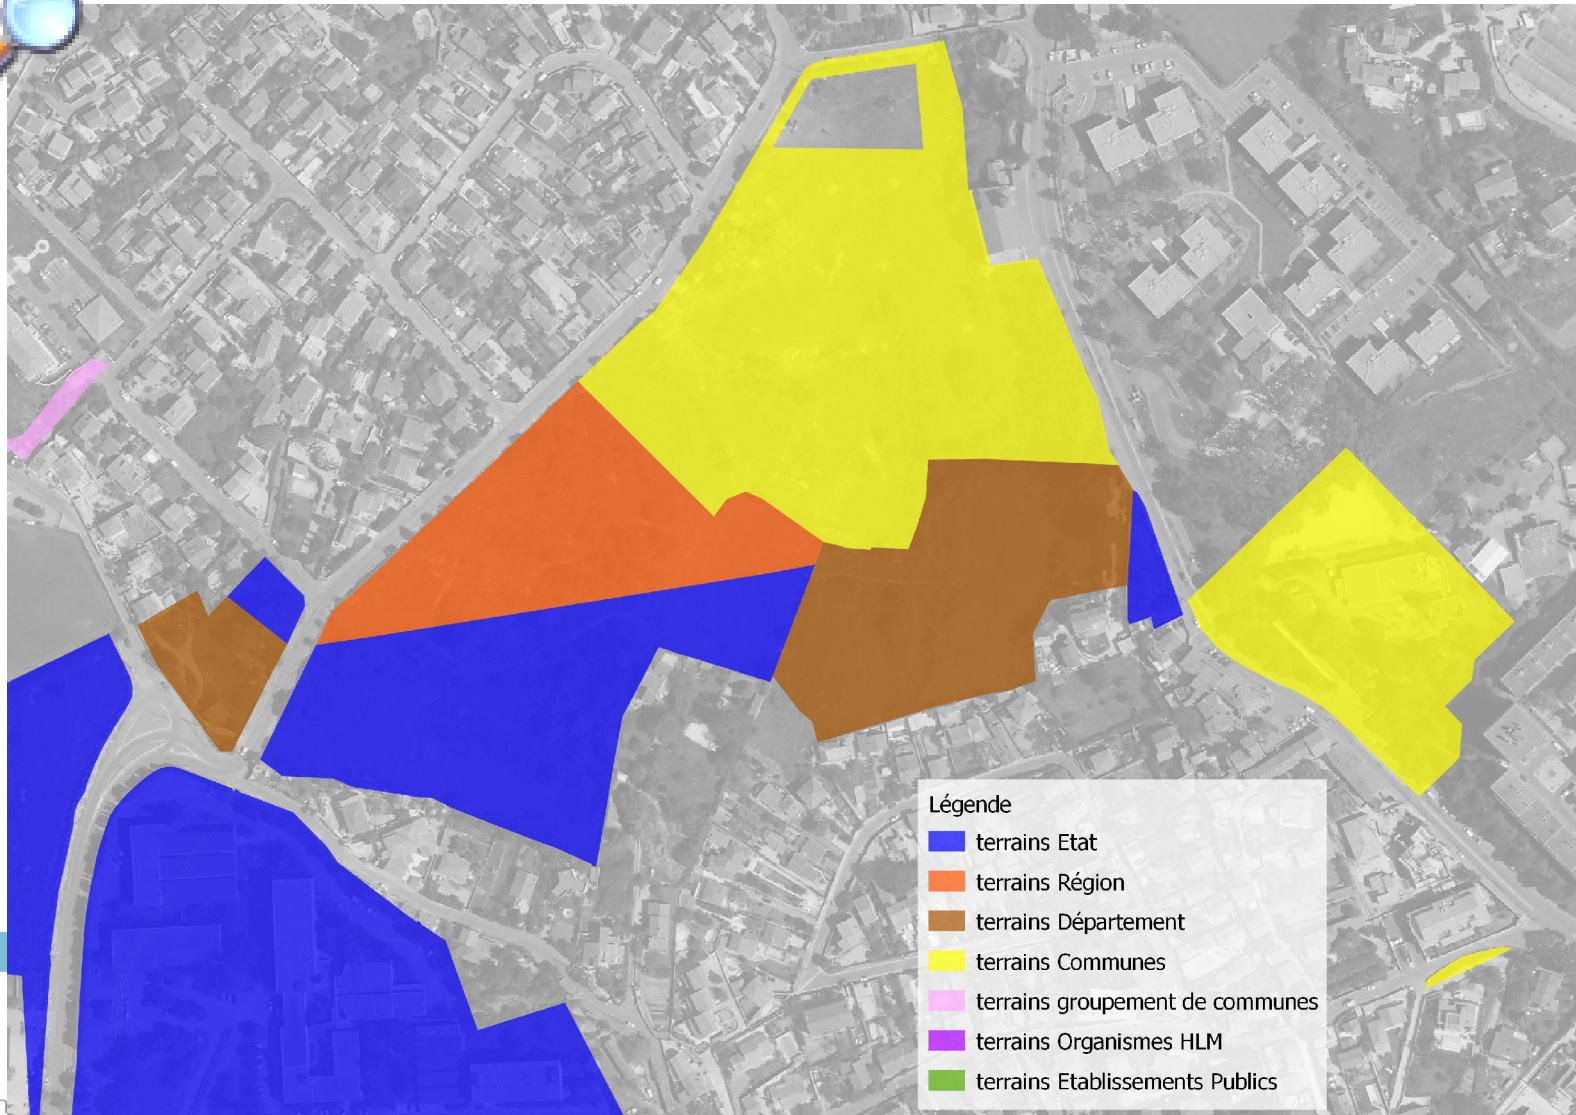 Légende
terrains Etat
terrains Région
terrains Département
terrains Communes
terrains groupement de communes
terrains Organismes HLM
terrains Etablissements Publics